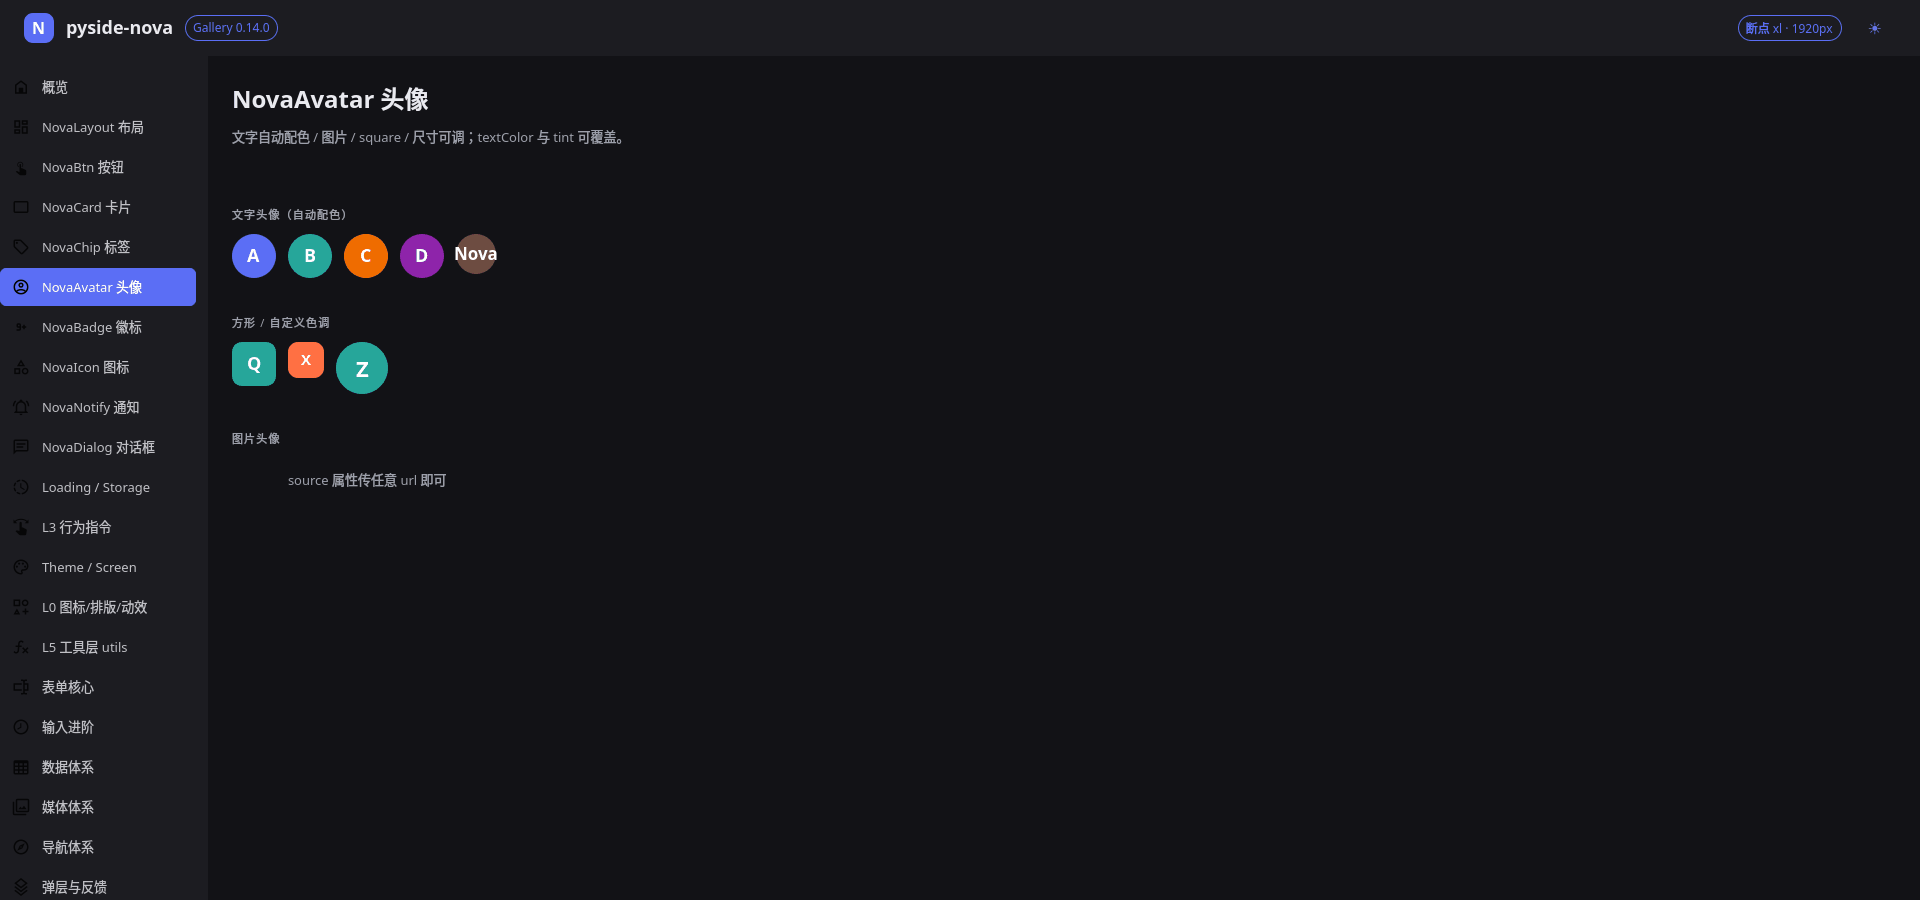 N pyside-nova Gallery 0.14.0
断点 xl · 1920px
概览
NovaLayout 布局
NovaBtn 按钮
NovaCard 卡片
NovaChip 标签
NovaAvatar 头像
NovaBadge 徽标
NovaIcon 图标
NovaNotify 通知
NovaDialog 对话框
Loading / Storage
L3 行为指令
Theme / Screen
L0 图标/排版/动效
L5 工具层 utils
表单核心
输入进阶
数据体系
媒体体系
导航体系
弹层与反馈
NovaAvatar 头像
文字自动配色 / 图片 / square / 尺寸可调；textColor 与 tint 可覆盖。
文字头像（自动配色）
A B C D Nova
方形 / 自定义色调
Q X Z
图片头像
source 属性传任意 url 即可